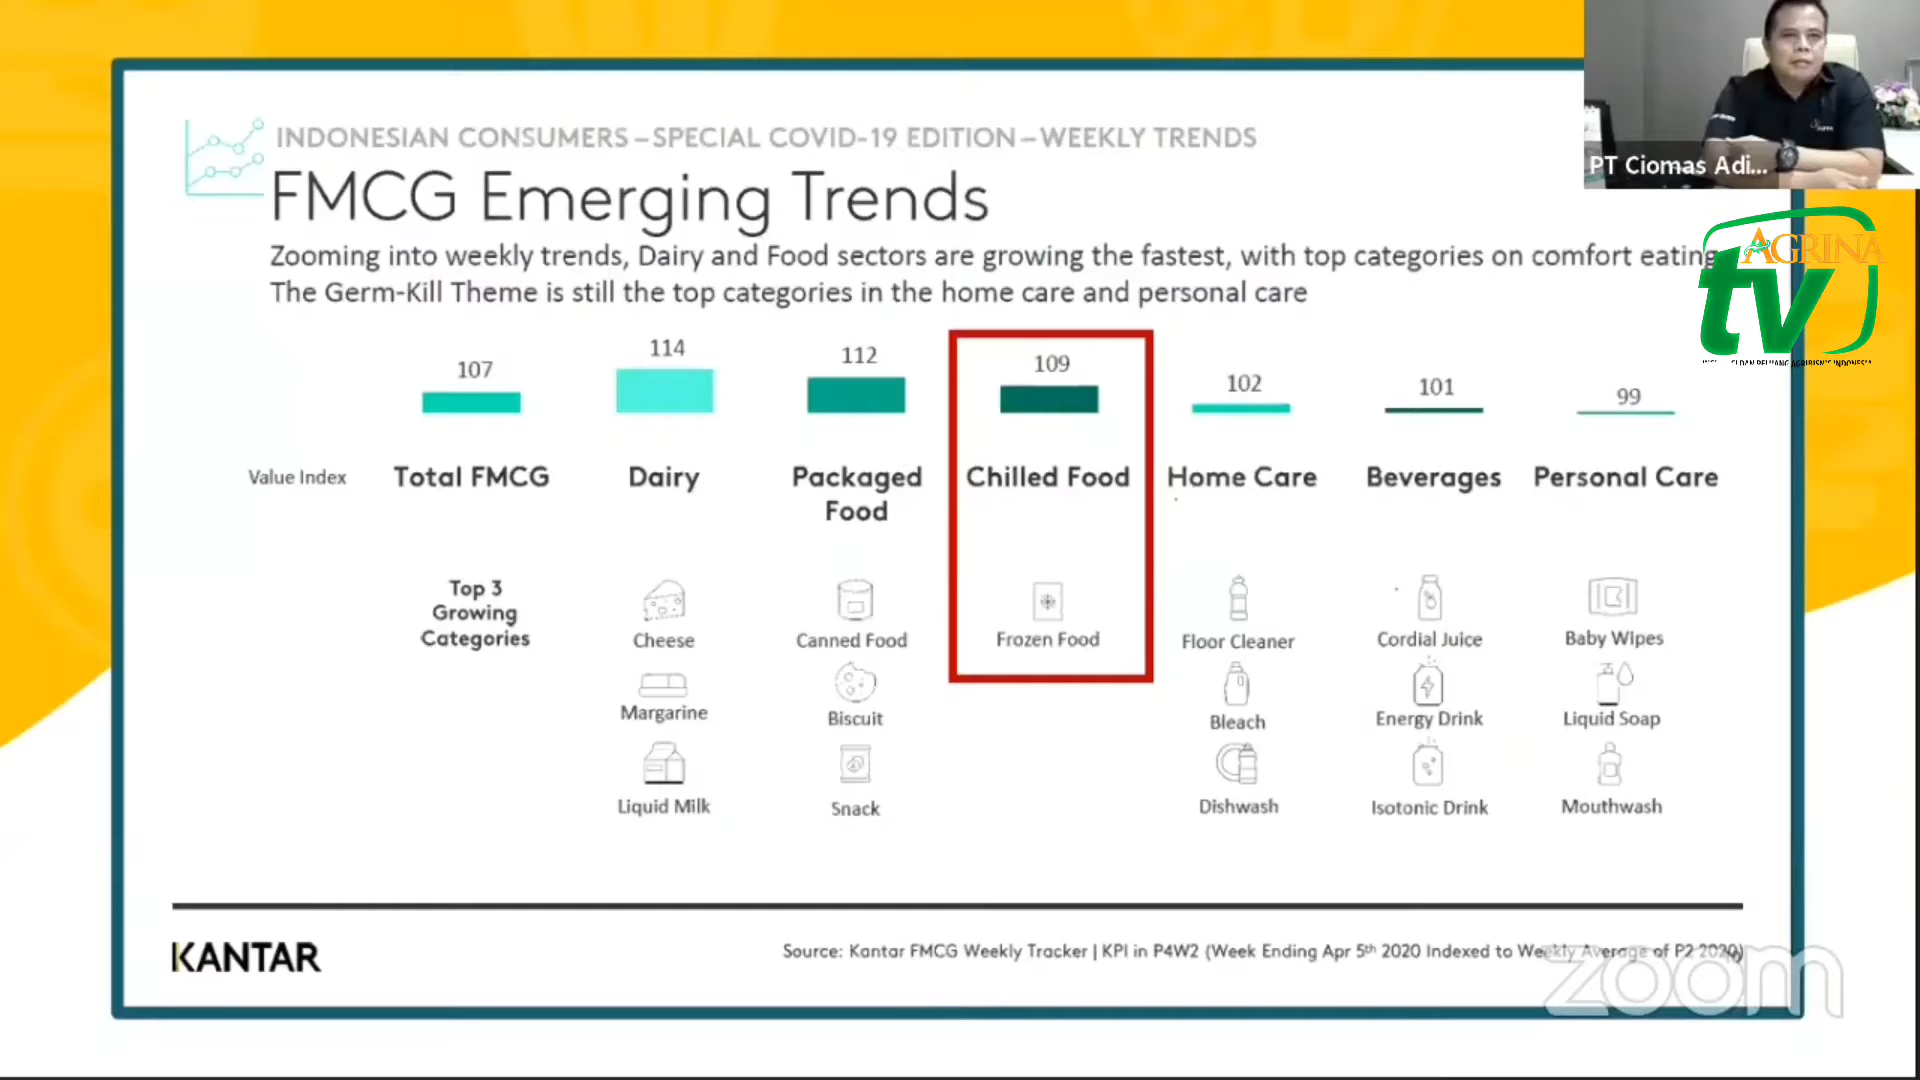 PT Ciomas Adi...
INDONESIAN CONSUMERS – SPECIAL COVID-19 EDITION – WEEKLY TRENDS
FMCG Emerging Trends
Zooming into weekly trends, Dairy and Food sectors are growing the fastest, with top categories on comfort eating
The Germ-Kill Theme is still the top categories in the home care and personal care
AGRINA
tv
107 114 112 109 102 101 99
Value Index Total FMCG Dairy Packaged Food Chilled Food Home Care Beverages Personal Care
Top 3
Growing
Categories
Cheese Canned Food Frozen Food Floor Cleaner Cordial Juice Baby Wipes
Margarine Biscuit Bleach Energy Drink Liquid Soap
Liquid Milk Snack Dishwash Isotonic Drink Mouthwash
KANTAR
Source: Kantar FMCG Weekly Tracker | KPI in P4W2 (Week Ending Apr 5th 2020 Indexed to Weekly Average of P2 2020)
zoom